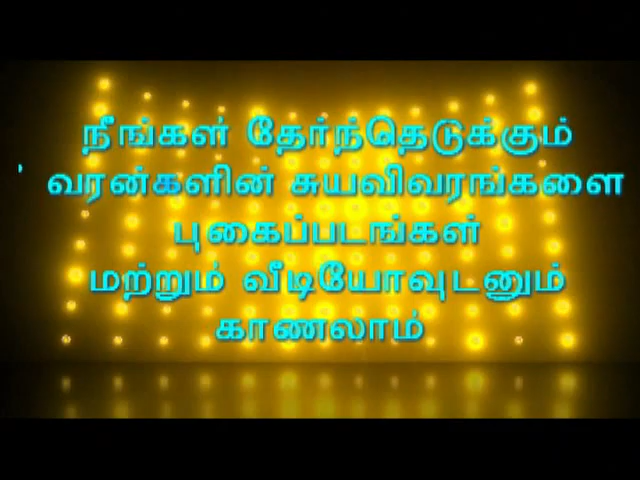 நீங்கள் தேர்ந்தெடுக்கும்
' வரன்களின் சுயவிவரங்களை
புகைப்படங்கள்
மற்றும் வீடியோவுடனும்
காணலாம்